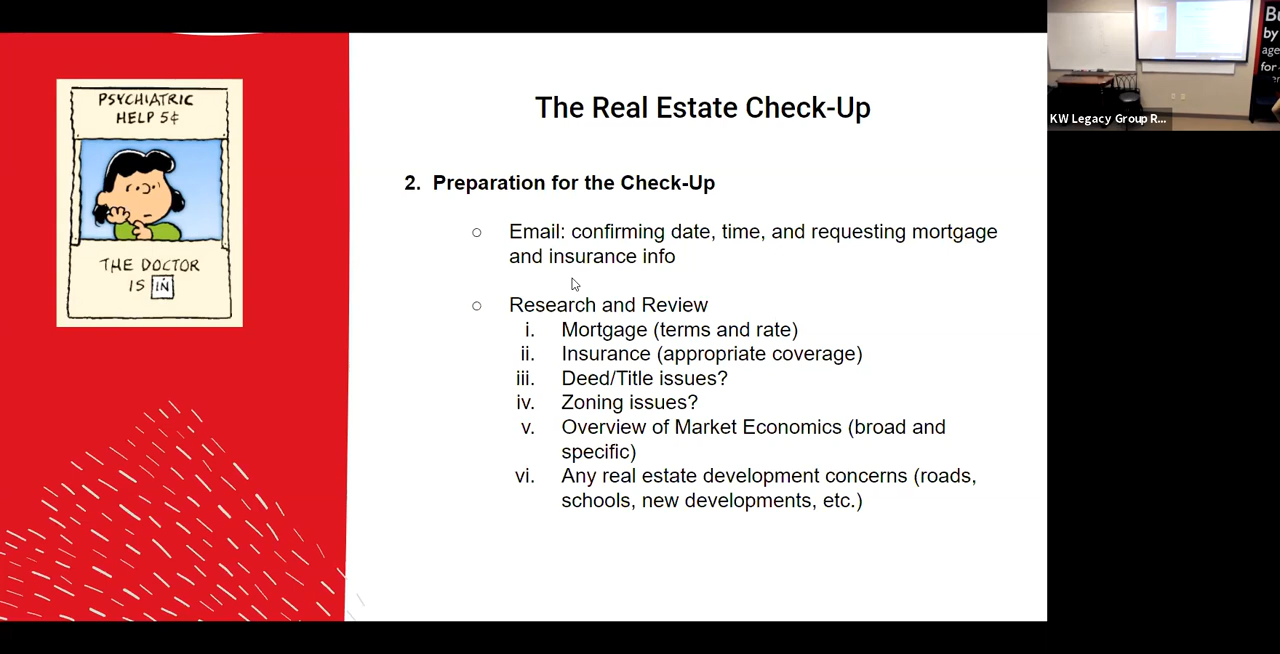 PSYCHIATRIC
HELP 5¢
THE DOCTOR
IS IN
The Real Estate Check-Up
2. Preparation for the Check-Up
○ Email: confirming date, time, and requesting mortgage
and insurance info
○ Research and Review
i. Mortgage (terms and rate)
ii. Insurance (appropriate coverage)
iii. Deed/Title issues?
iv. Zoning issues?
v. Overview of Market Economics (broad and
specific)
vi. Any real estate development concerns (roads,
schools, new developments, etc.)
KW Legacy Group R...
by
age
for-